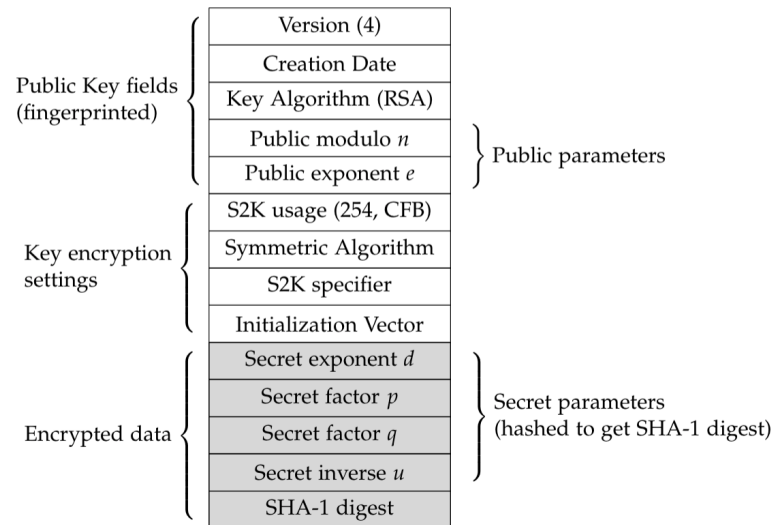 Version (4)
Creation Date
Key Algorithm (RSA)
Public modulo n
Public exponent e
S2K usage (254, CFB)
Symmetric Algorithm
S2K specifier
Initialization Vector
Secret exponent d
Secret factor p
Secret factor q
Secret inverse u
SHA-1 digest
Public Key fields
(fingerprinted)
Key encryption
settings
Encrypted data
Public parameters
Secret parameters
(hashed to get SHA-1 digest)